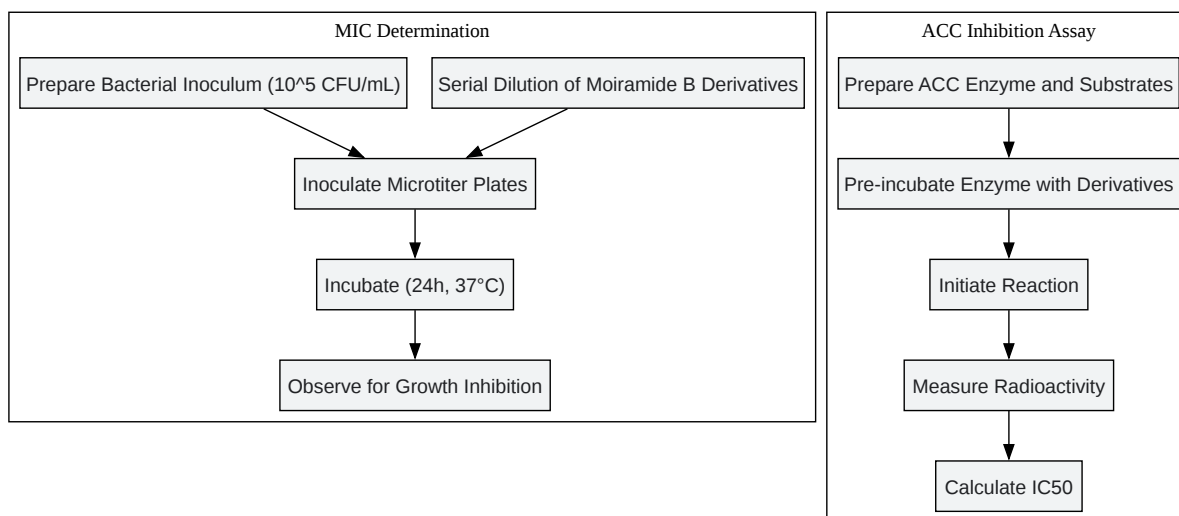 MIC Determination
Prepare Bacterial Inoculum (10^5 CFU/mL)
Serial Dilution of Moiramide B Derivatives
Inoculate Microtiter Plates
Incubate (24h, 37°C)
Observe for Growth Inhibition
ACC Inhibition Assay
Prepare ACC Enzyme and Substrates
Pre-incubate Enzyme with Derivatives
Initiate Reaction
Measure Radioactivity
Calculate IC50